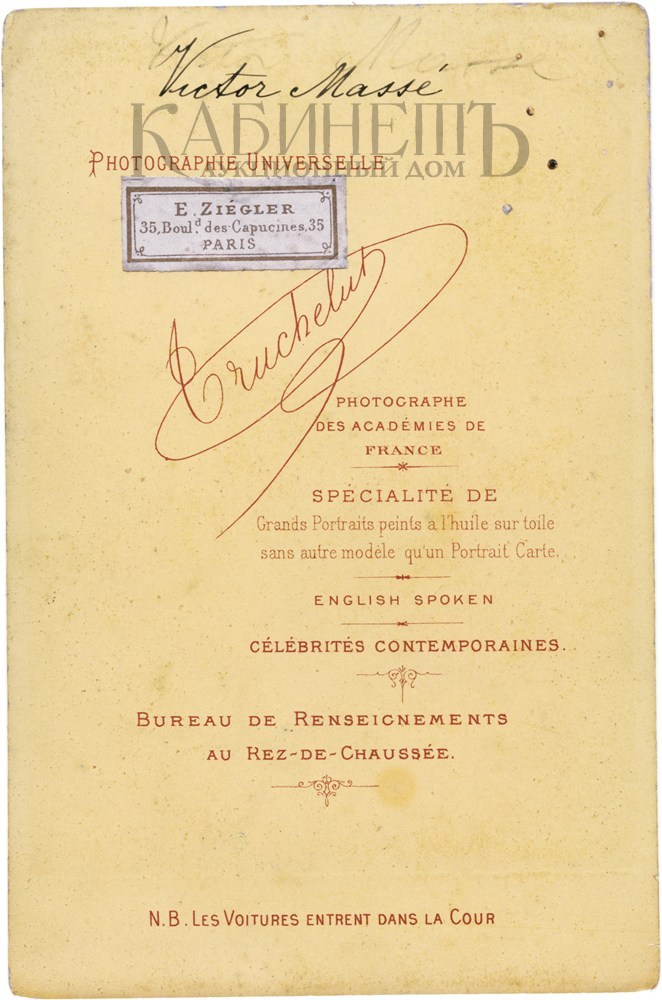 Victor Massé
КАБИНЕТЪ
АУКЦИОННЫЙ ДОМ
PHOTOGRAPHIE UNIVERSELLE
E. ZIÉGLER
35, Boul.d des Capucines, 35
PARIS
Truchelut
PHOTOGRAPHE
DES ACADÉMIES DE
FRANCE
SPÉCIALITÉ DE
Grands Portraits peints a l'huile sur toile
sans autre modèle qu'un Portrait Carte.
ENGLISH SPOKEN
CÉLÉBRITÉS CONTEMPORAINES.
BUREAU DE RENSEIGNEMENTS
AU REZ-DE-CHAUSSÉE.
N.B. LES VOITURES ENTRENT DANS LA COUR